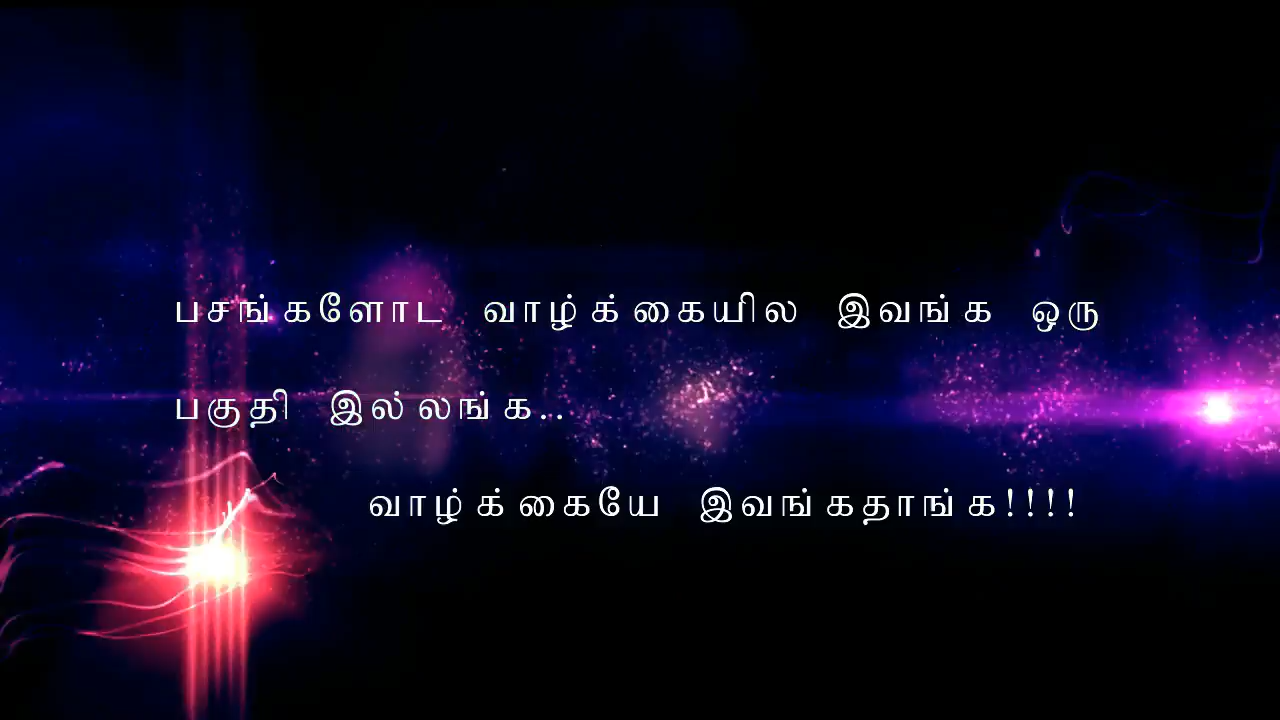 பசங்களோட வாழ்க்கையில இவங்க ஒரு
பகுதி இல்லங்க..
வாழ்க்கையே இவங்கதாங்க!!!!